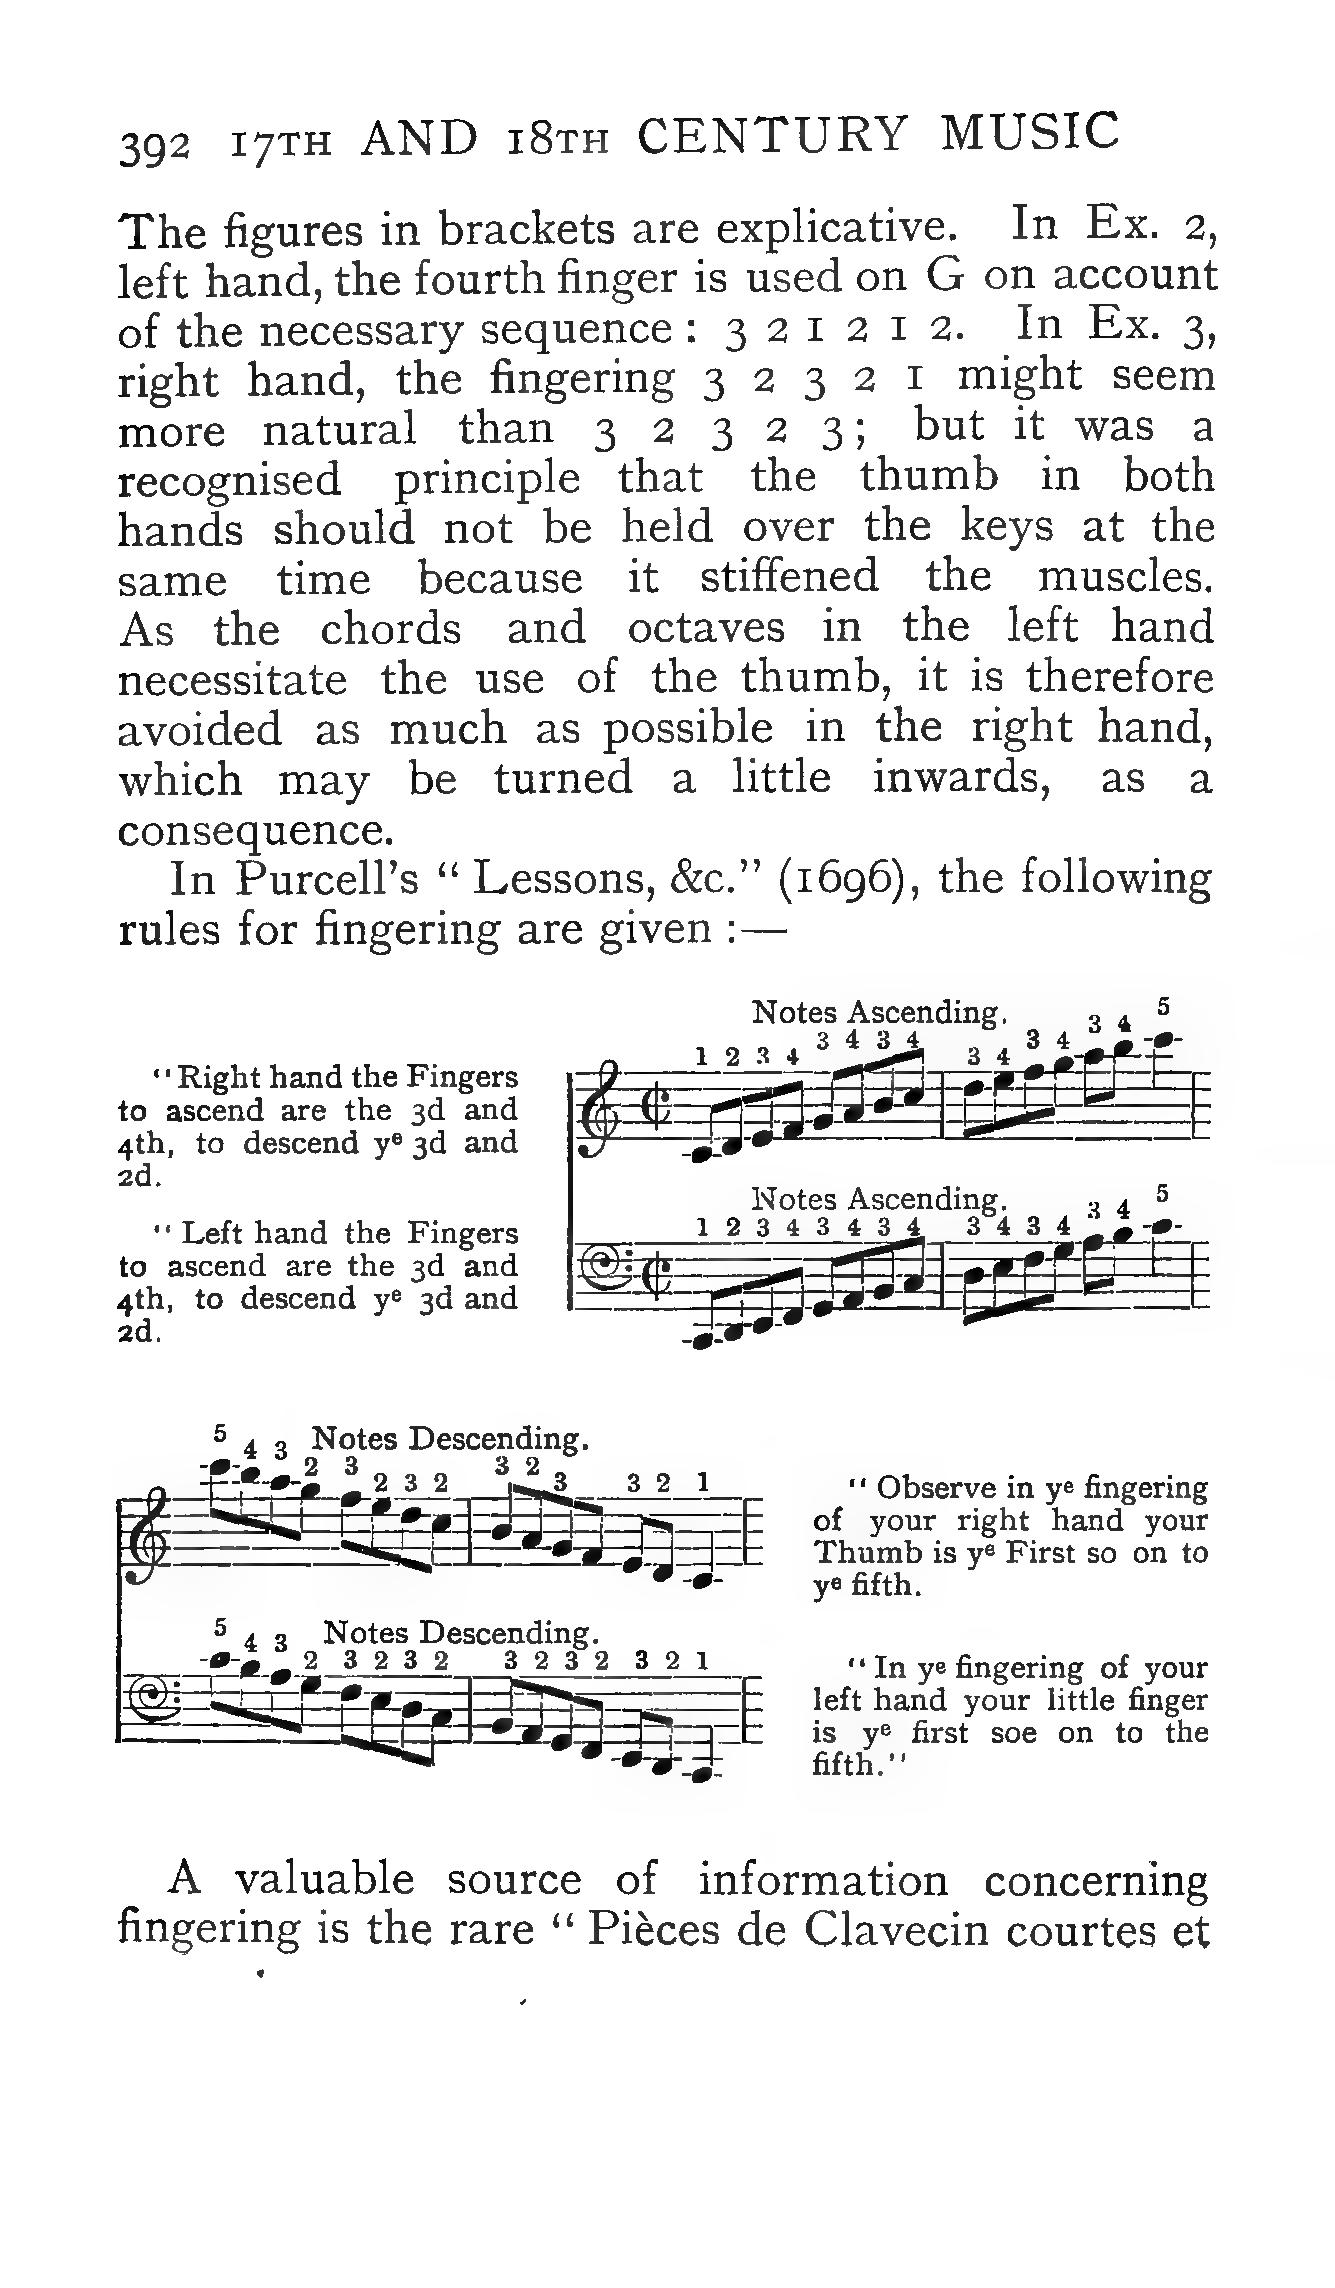 392 17TH AND 18TH CENTURY MUSIC
The figures in brackets are explicative. In Ex. 2,
left hand, the fourth finger is used on G on account
of the necessary sequence : 3 2 1 2 1 2. In Ex. 3,
right hand, the fingering 3 2 3 2 1 might seem
more natural than 3 2 3 2 3; but it was a
recognised principle that the thumb in both
hands should not be held over the keys at the
same time because it stiffened the muscles.
As the chords and octaves in the left hand
necessitate the use of the thumb, it is therefore
avoided as much as possible in the right hand,
which may be turned a little inwards, as a
consequence.
In Purcell's “ Lessons, &c.” (1696), the following
rules for fingering are given :—
“Right hand the Fingers
to ascend are the 3d and
4th, to descend yᵉ 3d and
2d.
“ Left hand the Fingers
to ascend are the 3d and
4th, to descend yᵉ 3d and
2d.
Notes Ascending.
1 2 3 4 3 4 3 4 3 4 3 4 3 4 5
Notes Ascending.
1 2 3 4 3 4 3 4 3 4 3 4 3 4 5
Notes Descending.
5 4 3 2 3 2 3 2 3 2 3 3 2 1
Notes Descending.
5 4 3 2 3 2 3 2 3 2 3 2 3 2 1
“ Observe in yᵉ fingering
of your right hand your
Thumb is yᵉ First so on to
yᵉ fifth.
“ In yᵉ fingering of your
left hand your little finger
is yᵉ first soe on to the
fifth.”
A valuable source of information concerning
fingering is the rare “ Pièces de Clavecin courtes et